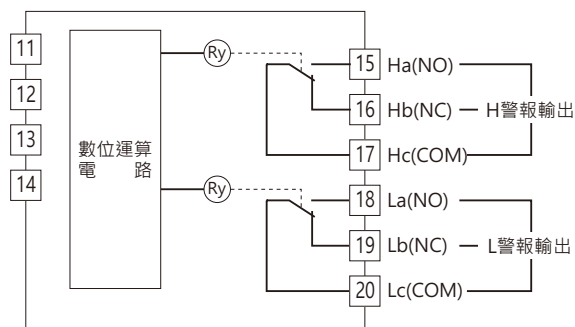 11
12
13
14
數位運算
電 路
Ry
Ry
15 Ha(NO)
16 Hb(NC)
17 Hc(COM)
H警報輸出
18 La(NO)
19 Lb(NC)
20 Lc(COM)
L警報輸出